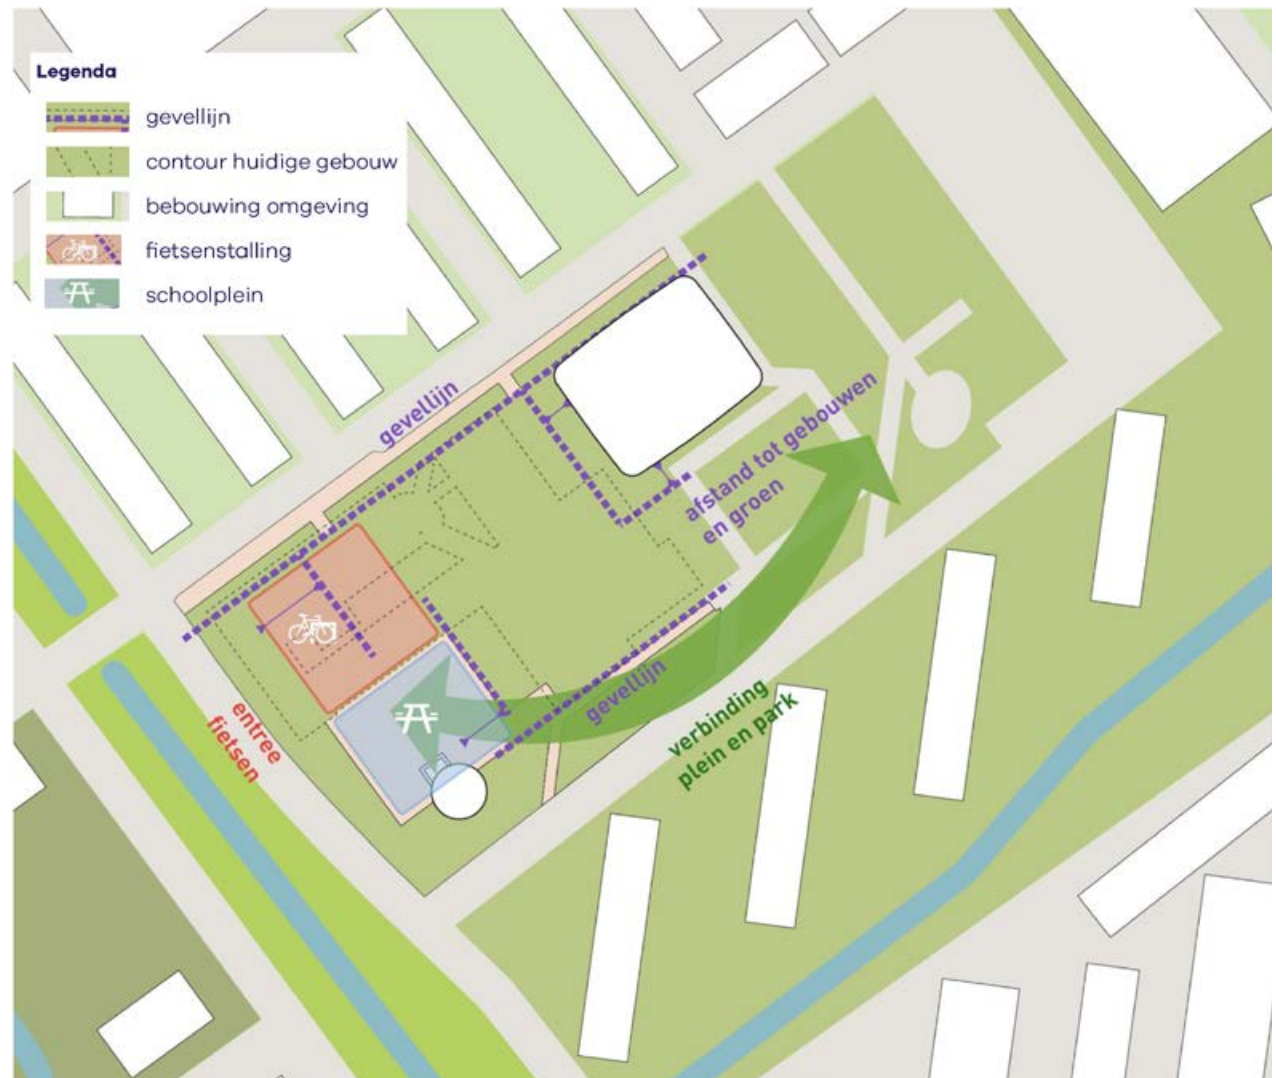 Legenda
gevellijn
contour huidige gebouw
bebouwing omgeving
fietsenstalling
schoolplein
gevellijn
afstand tot gebouwen
en groen
gevellijn
verbinding
plein en park
entree
fietsen